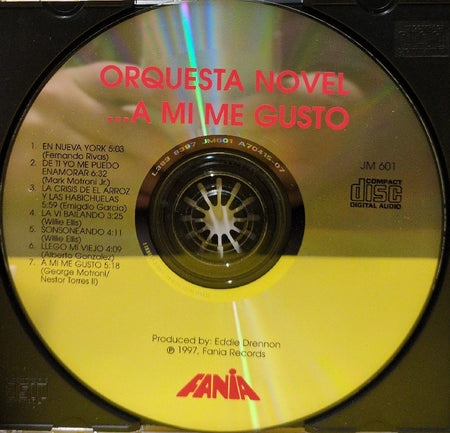 ORQUESTA NOVEL
...A MI ME GUSTO
1. EN NUEVA YORK 5:03
(Fernando Rivas)
2. DE TI YO ME PUEDO
ENAMORAR 6:32
(Mark Motroni Jr.)
3. LA CRISIS DE EL ARROZ
Y LAS HABICHUELAS
5:59 (Emigdio Garcia)
4. LA VI BAILANDO 3:25
(Willie Ellis)
5. SONSONEANDO 4:11
(Willie Ellis)
6. LLEGO MI VIEJO 4:09
(Alberto Gonzalez)
7. A MI ME GUSTO 5:18
(George Motroni/
Nestor Torres II)
JM 601
COMPACT
disc
DIGITAL AUDIO
JM601 A70415-07
Produced by: Eddie Drennon
℗ 1997, Fania Records
FANIA